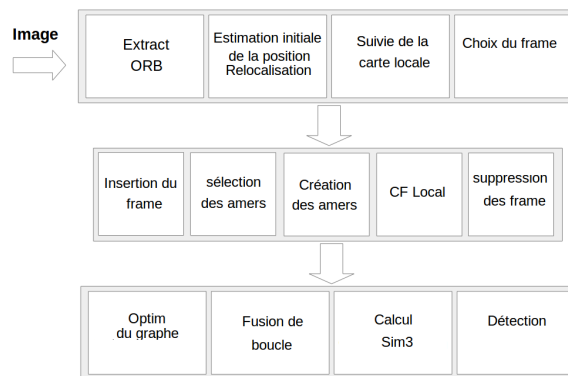 Image
Extract
ORB
Estimation initiale
de la position
Relocalisation
Suivie de la
carte locale
Choix du frame
Insertion du
frame
sélection
des amers
Création
des amers
CF Local
suppression
des frame
Optim
du graphe
Fusion de
boucle
Calcul
Sim3
Détection